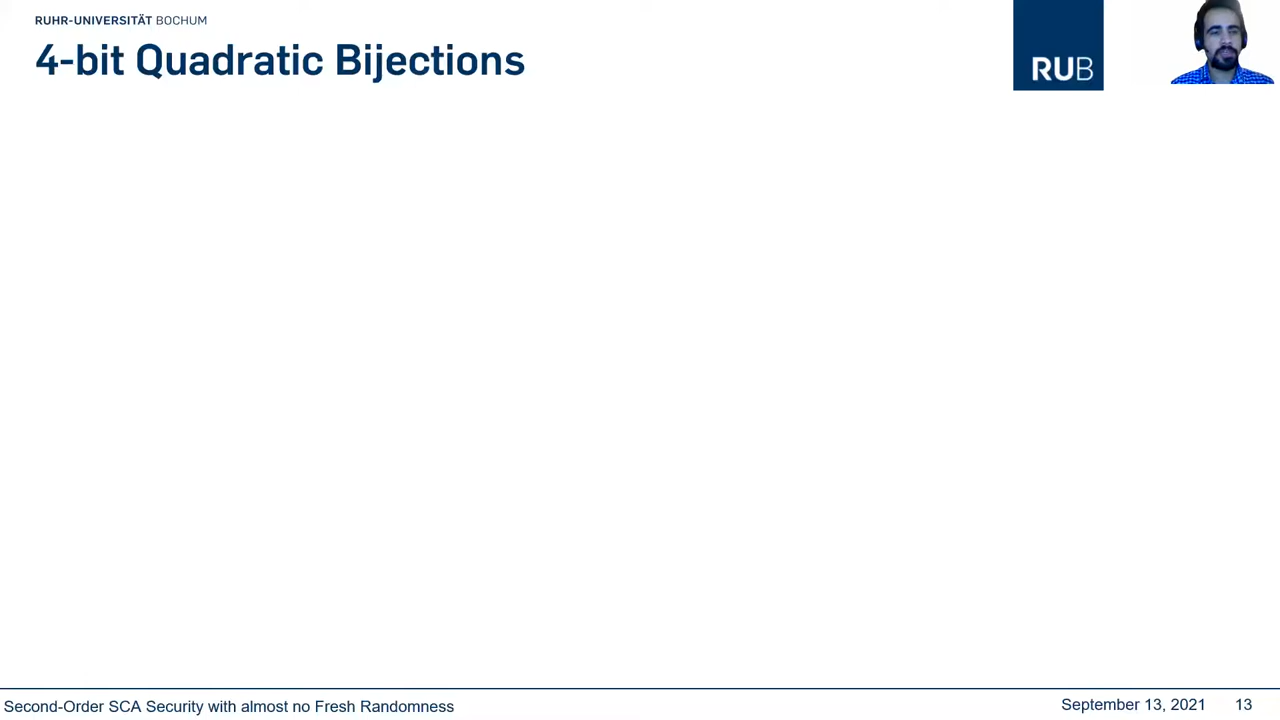 RUHR-UNIVERSITÄT BOCHUM
4-bit Quadratic Bijections
RUB
Second-Order SCA Security with almost no Fresh Randomness
September 13, 2021
13